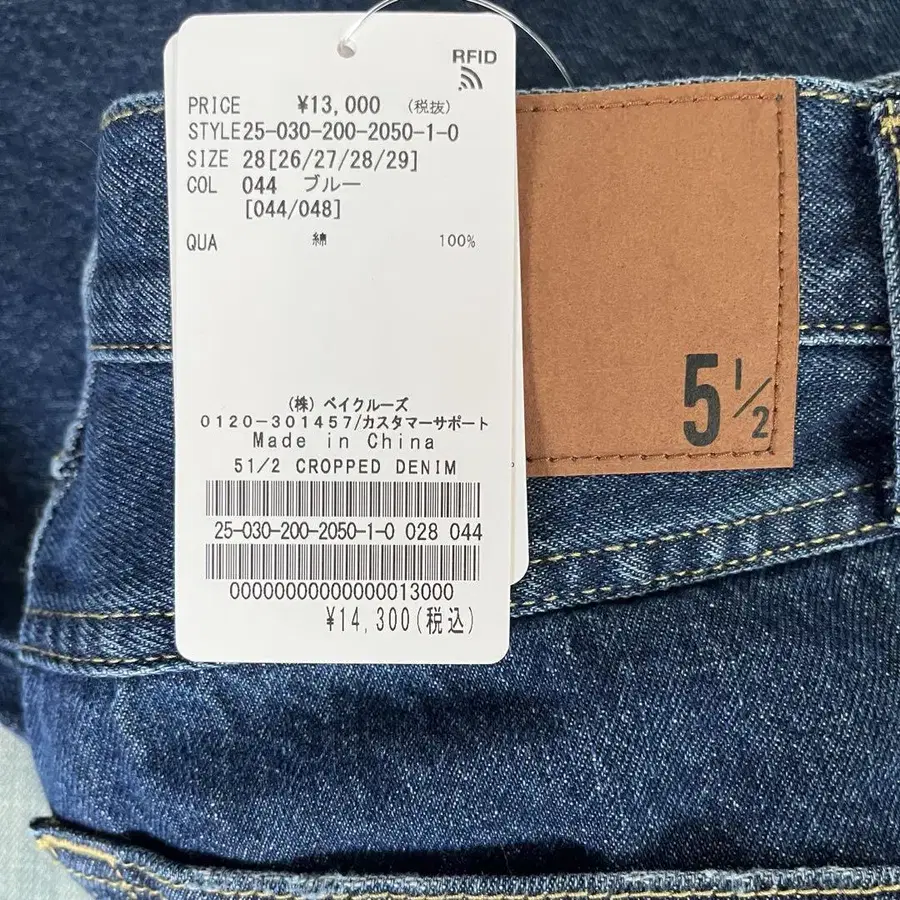 RFID
PRICE ¥13,000 (税抜)
STYLE25-030-200-2050-1-0
SIZE 28[26/27/28/29]
COL 044 ブルー
[044/048]
QUA 綿 100%
(株)ベイクルーズ
0120-301457/カスタマーサポート
Made in China
51/2 CROPPED DENIM
25-030-200-2050-1-0 028 044
000000000000000013000
¥14,300(税込)
5 1/2